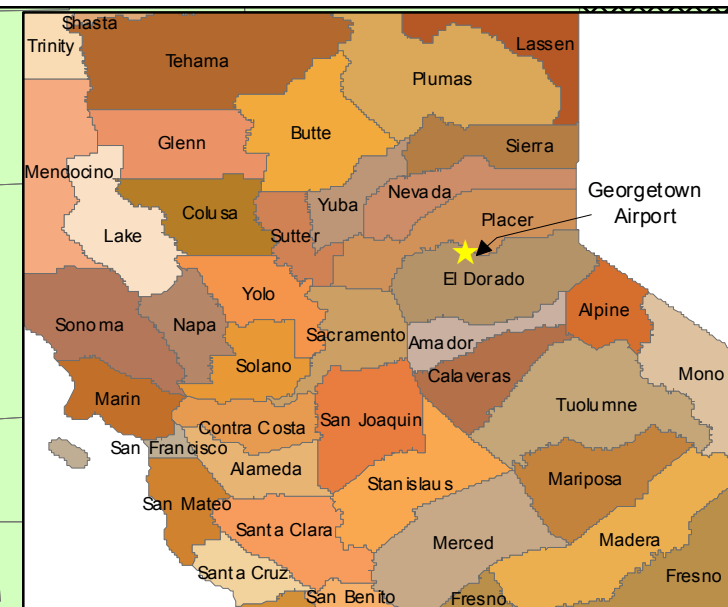 Shasta
Trinity
Lassen
Tehama
Plumas
Butte
Glenn
Sierra
Mendocino
Nevada
Georgetown
Airport
Yuba
Colusa
Placer
Lake
Sutter
El Dorado
Yolo
Alpine
Sonoma
Napa
Sacramento
Amador
Solano
Mono
Calaveras
Marin
Tuolumne
San Joaquin
Contra Costa
San Francisco
Alameda
Mariposa
Stanislaus
San Mateo
Santa Clara
Madera
Merced
Santa Cruz
Fresno
San Benito
Fresno